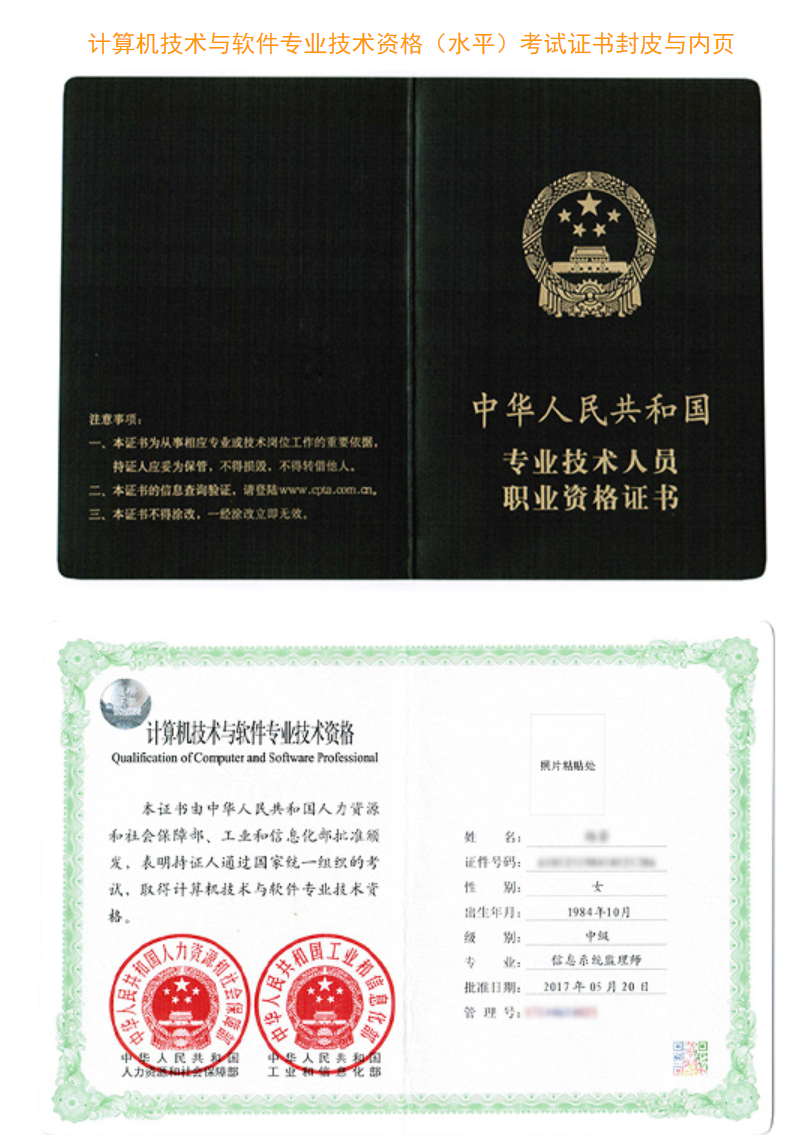 计算机技术与软件专业技术资格（水平）考试证书封皮与内页
中华人民共和国
专业技术人员
职业资格证书
注意事项：
一、本证书为从事相应专业或技术岗位工作的重要依据，
持证人应妥为保管，不得损毁，不得转借他人。
二、本证书的信息查询验证，请登陆www.cpta.com.cn。
三、本证书不得涂改，一经涂改立即无效。
计算机技术与软件专业技术资格
Qualification of Computer and Software Professional
本证书由中华人民共和国人力资源
和社会保障部、工业和信息化部批准颁
发，表明持证人通过国家统一组织的考
试，取得计算机技术与软件专业技术资
格。
中华人民共和国人力资源和社会保障部
中华人民共和国工业和信息化部
中华人民共和国
人力资源和社会保障部
中华人民共和国
工业和信息化部
照片粘贴处
姓 名：
证件号码：
性 别： 女
出生年月： 1984年10月
级 别： 中级
专 业： 信息系统监理师
批准日期： 2017年05月20日
管 理 号：